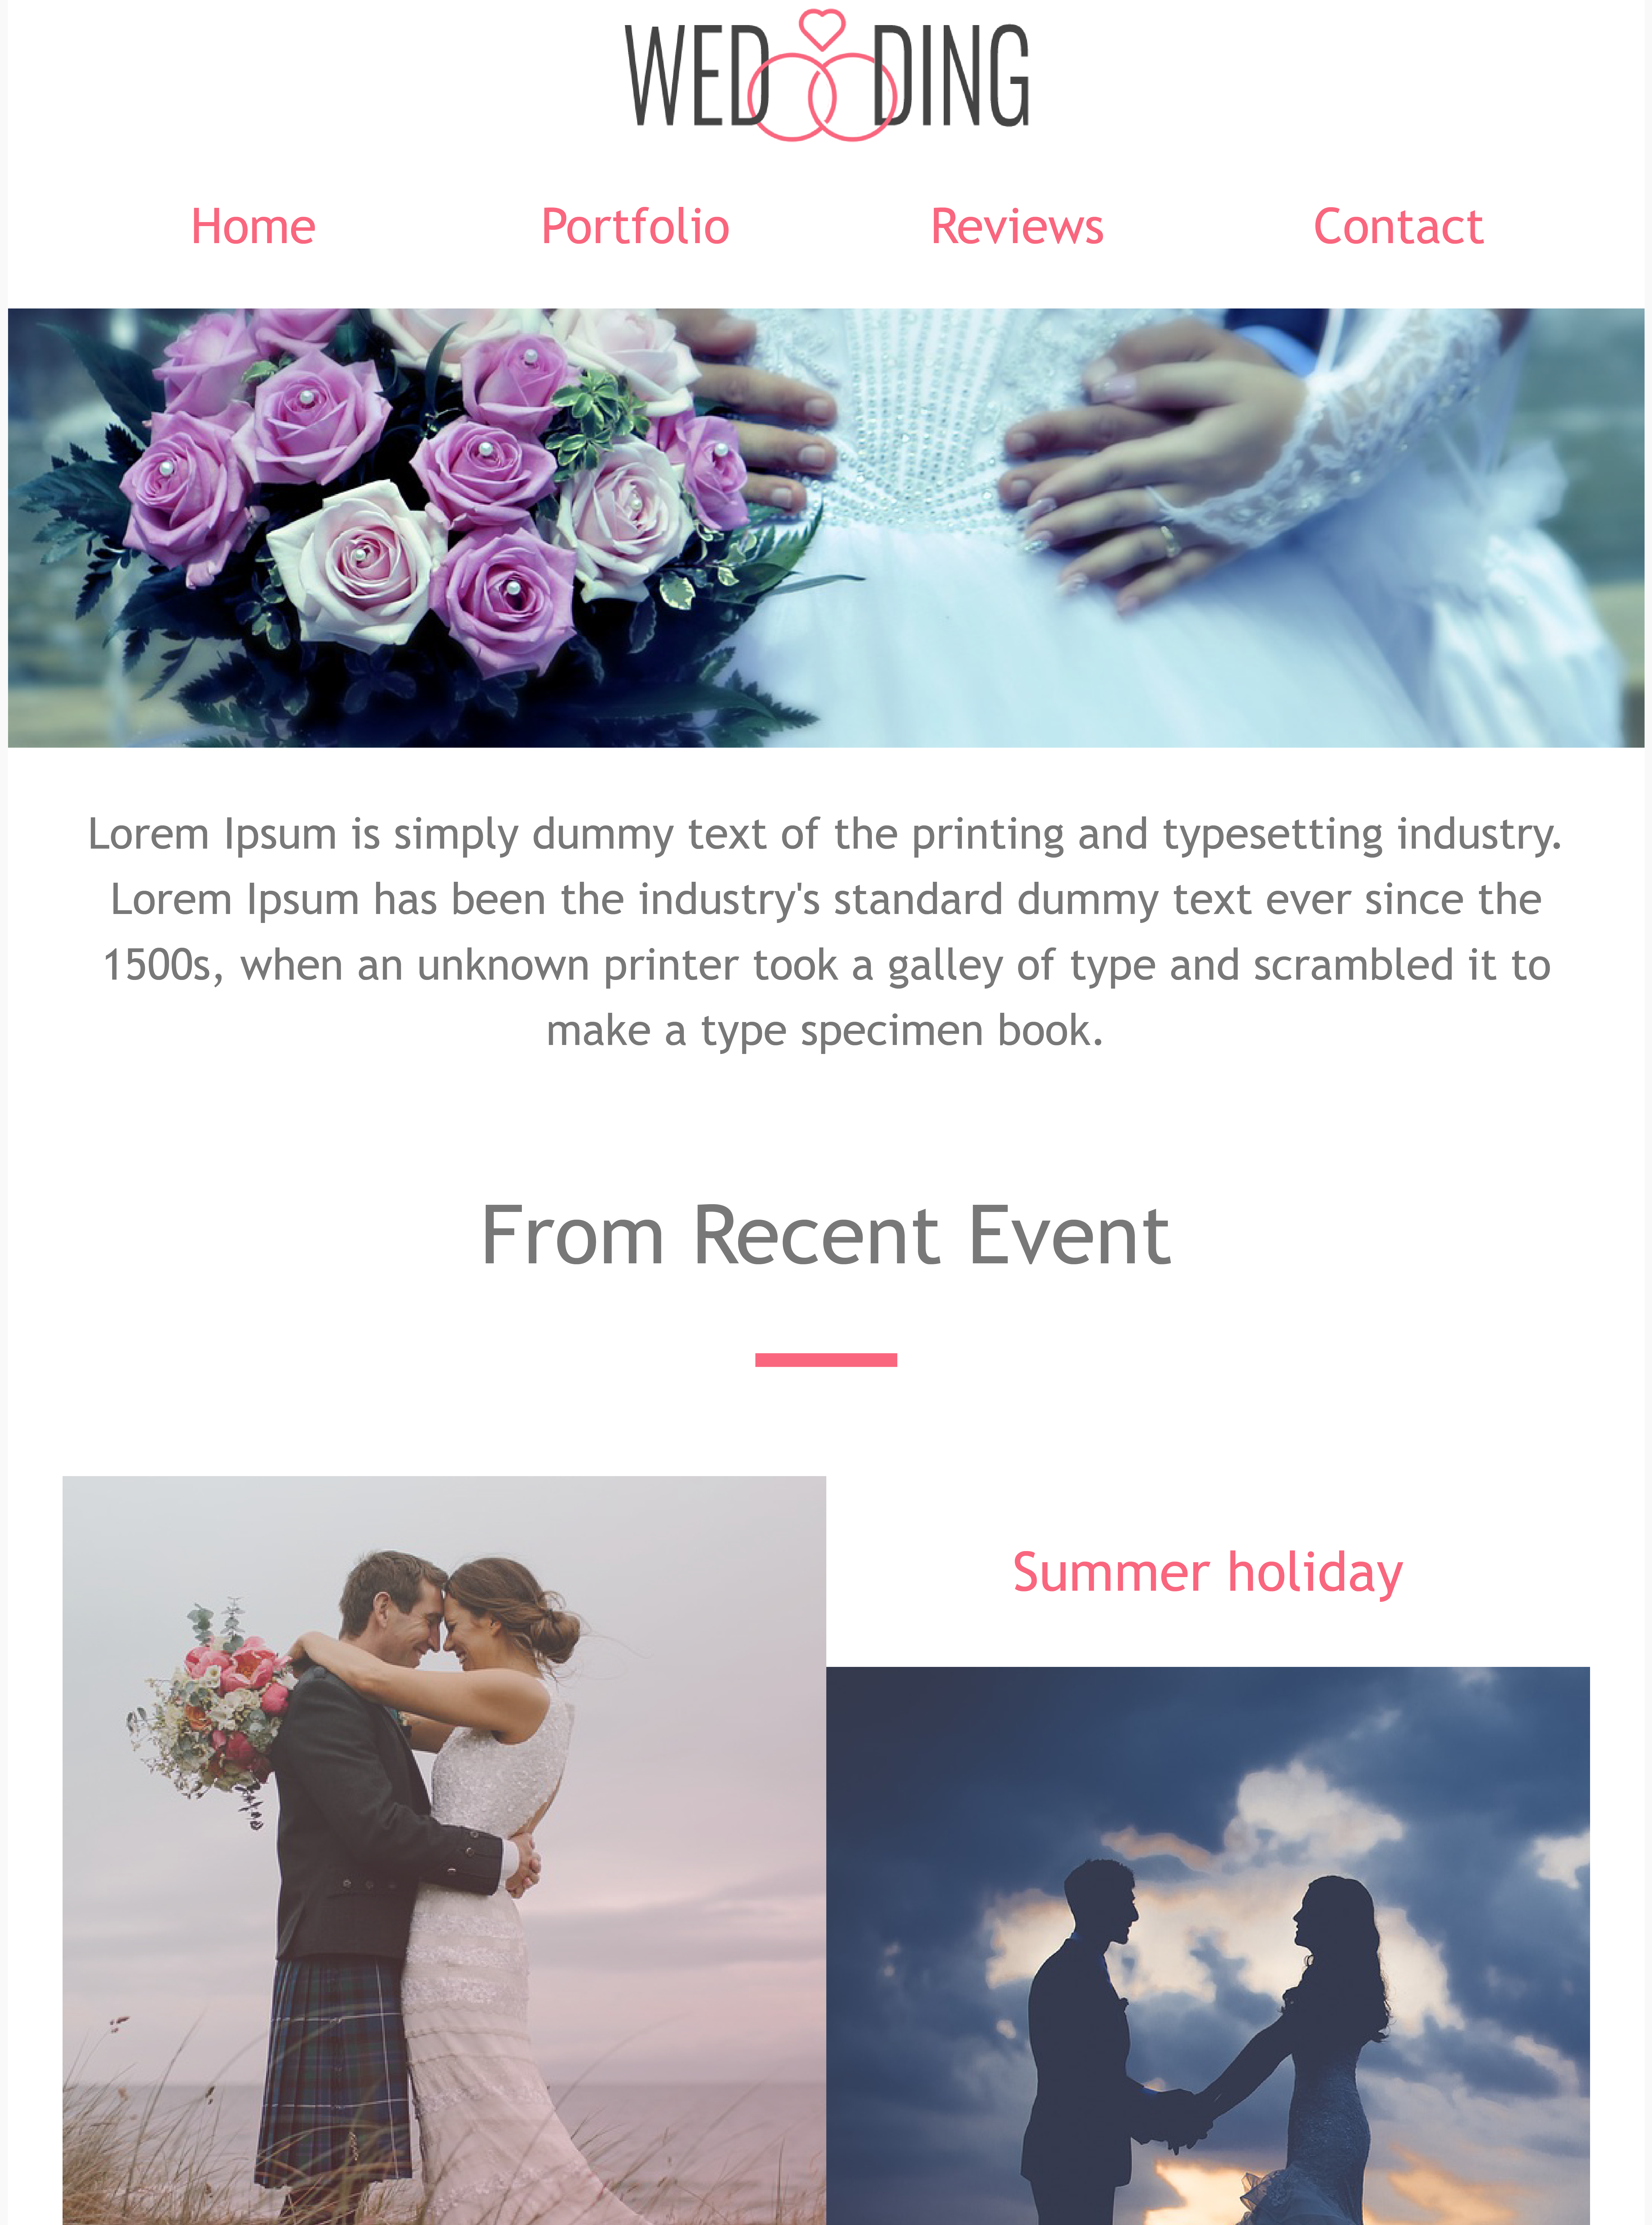 WEDDING
Home Portfolio Reviews Contact
Lorem Ipsum is simply dummy text of the printing and typesetting industry.
Lorem Ipsum has been the industry's standard dummy text ever since the
1500s, when an unknown printer took a galley of type and scrambled it to
make a type specimen book.
From Recent Event
Summer holiday